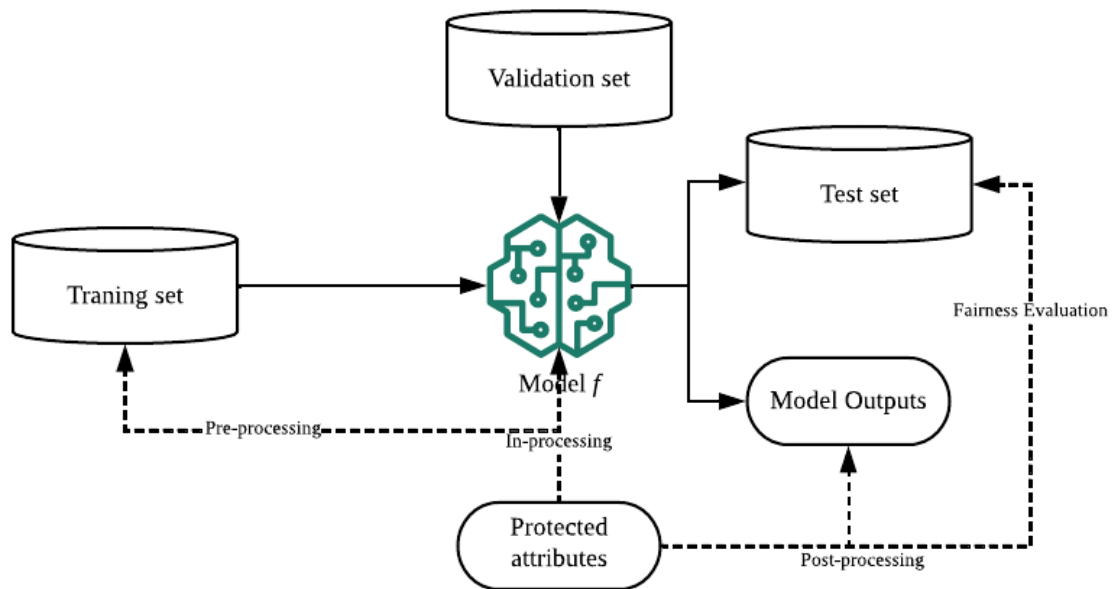 Validation set
Test set
Traning set
Fairness Evaluation
Model f
Model Outputs
Pre-processing
In-processing
Protected
attributes
Post-processing